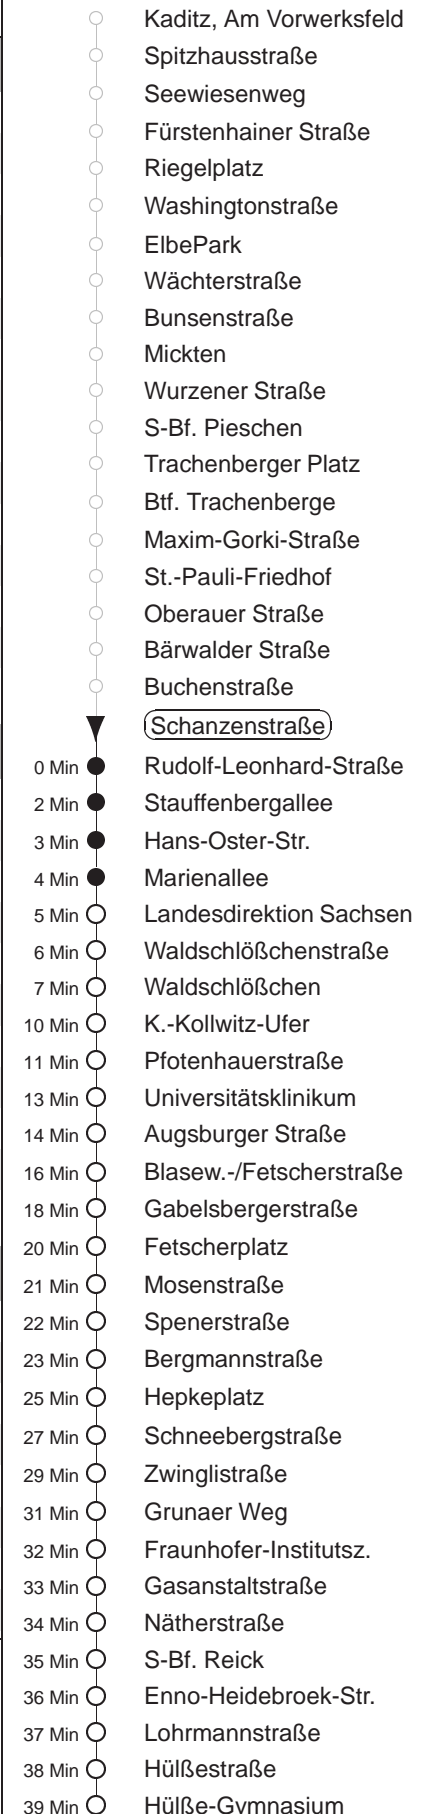 Kaditz, Am Vorwerksfeld
Spitzhausstraße
Seewiesenweg
Fürstenhainer Straße
Riegelplatz
Washingtonstraße
ElbePark
Wächterstraße
Bunsenstraße
Mickten
Wurzener Straße
S-Bf. Pieschen
Trachenberger Platz
Btf. Trachenberge
Maxim-Gorki-Straße
St.-Pauli-Friedhof
Oberauer Straße
Bärwalder Straße
Buchenstraße
Schanzenstraße
0 Min Rudolf-Leonhard-Straße
2 Min Stauffenbergallee
3 Min Hans-Oster-Str.
4 Min Marienallee
5 Min Landesdirektion Sachsen
6 Min Waldschlößchenstraße
7 Min Waldschlößchen
10 Min K.-Kollwitz-Ufer
11 Min Pfotenhauerstraße
13 Min Universitätsklinikum
14 Min Augsburger Straße
16 Min Blasew.-/Fetscherstraße
18 Min Gabelsbergerstraße
20 Min Fetscherplatz
21 Min Mosenstraße
22 Min Spenerstraße
23 Min Bergmannstraße
25 Min Hepkeplatz
27 Min Schneebergstraße
29 Min Zwinglistraße
31 Min Grunaer Weg
32 Min Fraunhofer-Institutsz.
33 Min Gasanstaltstraße
34 Min Nätherstraße
35 Min S-Bf. Reick
36 Min Enno-Heidebroek-Str.
37 Min Lohrmannstraße
38 Min Hülßestraße
39 Min Hülße-Gymnasium